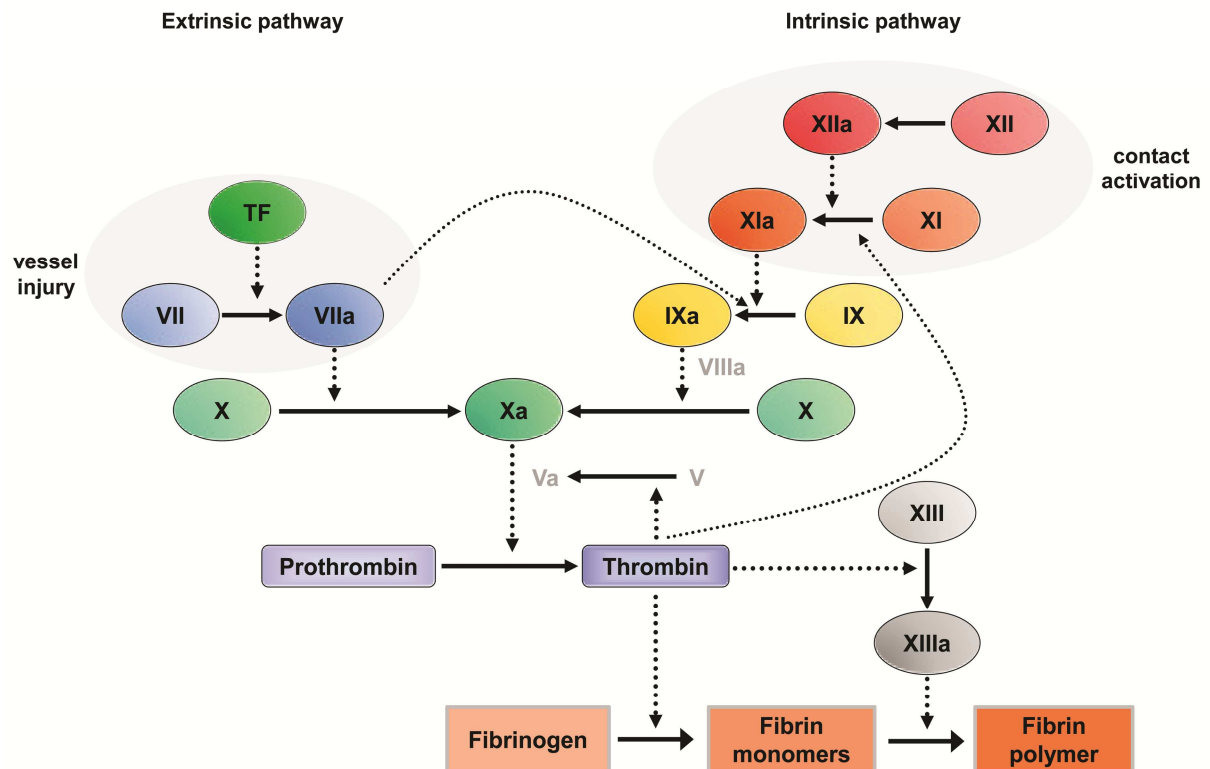 Extrinsic pathway
Intrinsic pathway
XIIa
XII
contact
activation
TF
XIa
XI
vessel
injury
VII
VIIa
IXa
IX
VIIIa
X
Xa
X
Va
V
XIII
Prothrombin
Thrombin
XIIIa
Fibrinogen
Fibrin
monomers
Fibrin
polymer